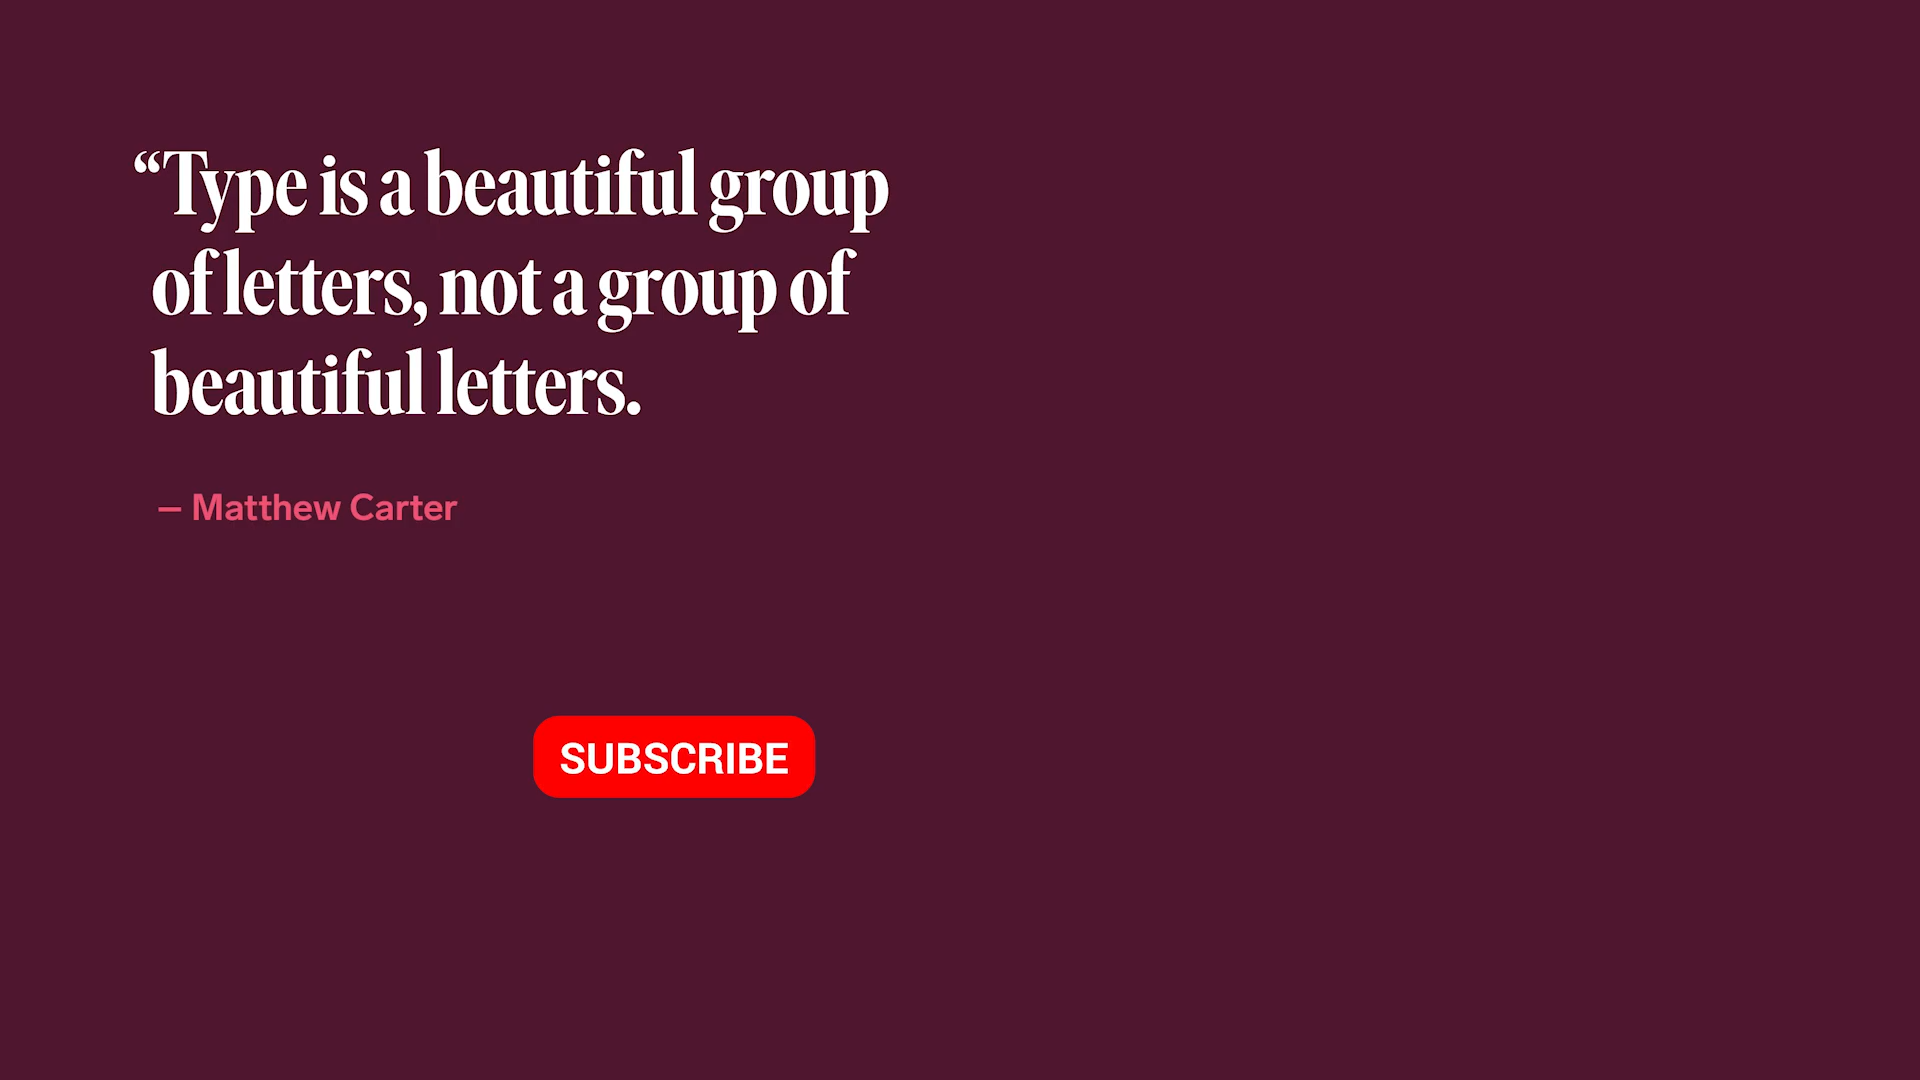 “Type is a beautiful group
of letters, not a group of
beautiful letters.
– Matthew Carter
SUBSCRIBE